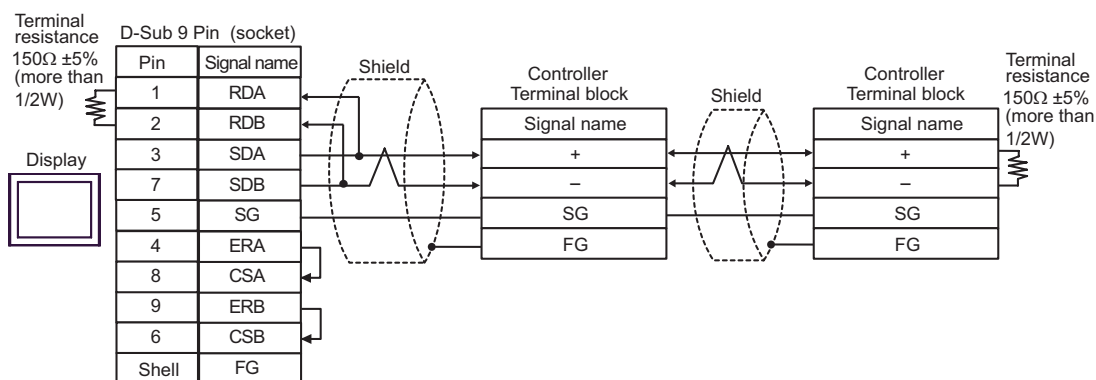 Terminal
resistance
150Ω ±5%
(more than
1/2W)
D-Sub 9 Pin (socket)
Pin Signal name
1 RDA
2 RDB
3 SDA
7 SDB
5 SG
4 ERA
8 CSA
9 ERB
6 CSB
Shell FG
Display
Shield
Controller
Terminal block
Signal name
+
–
SG
FG
Shield
Controller
Terminal block
Signal name
+
–
SG
FG
Terminal
resistance
150Ω ±5%
(more than
1/2W)